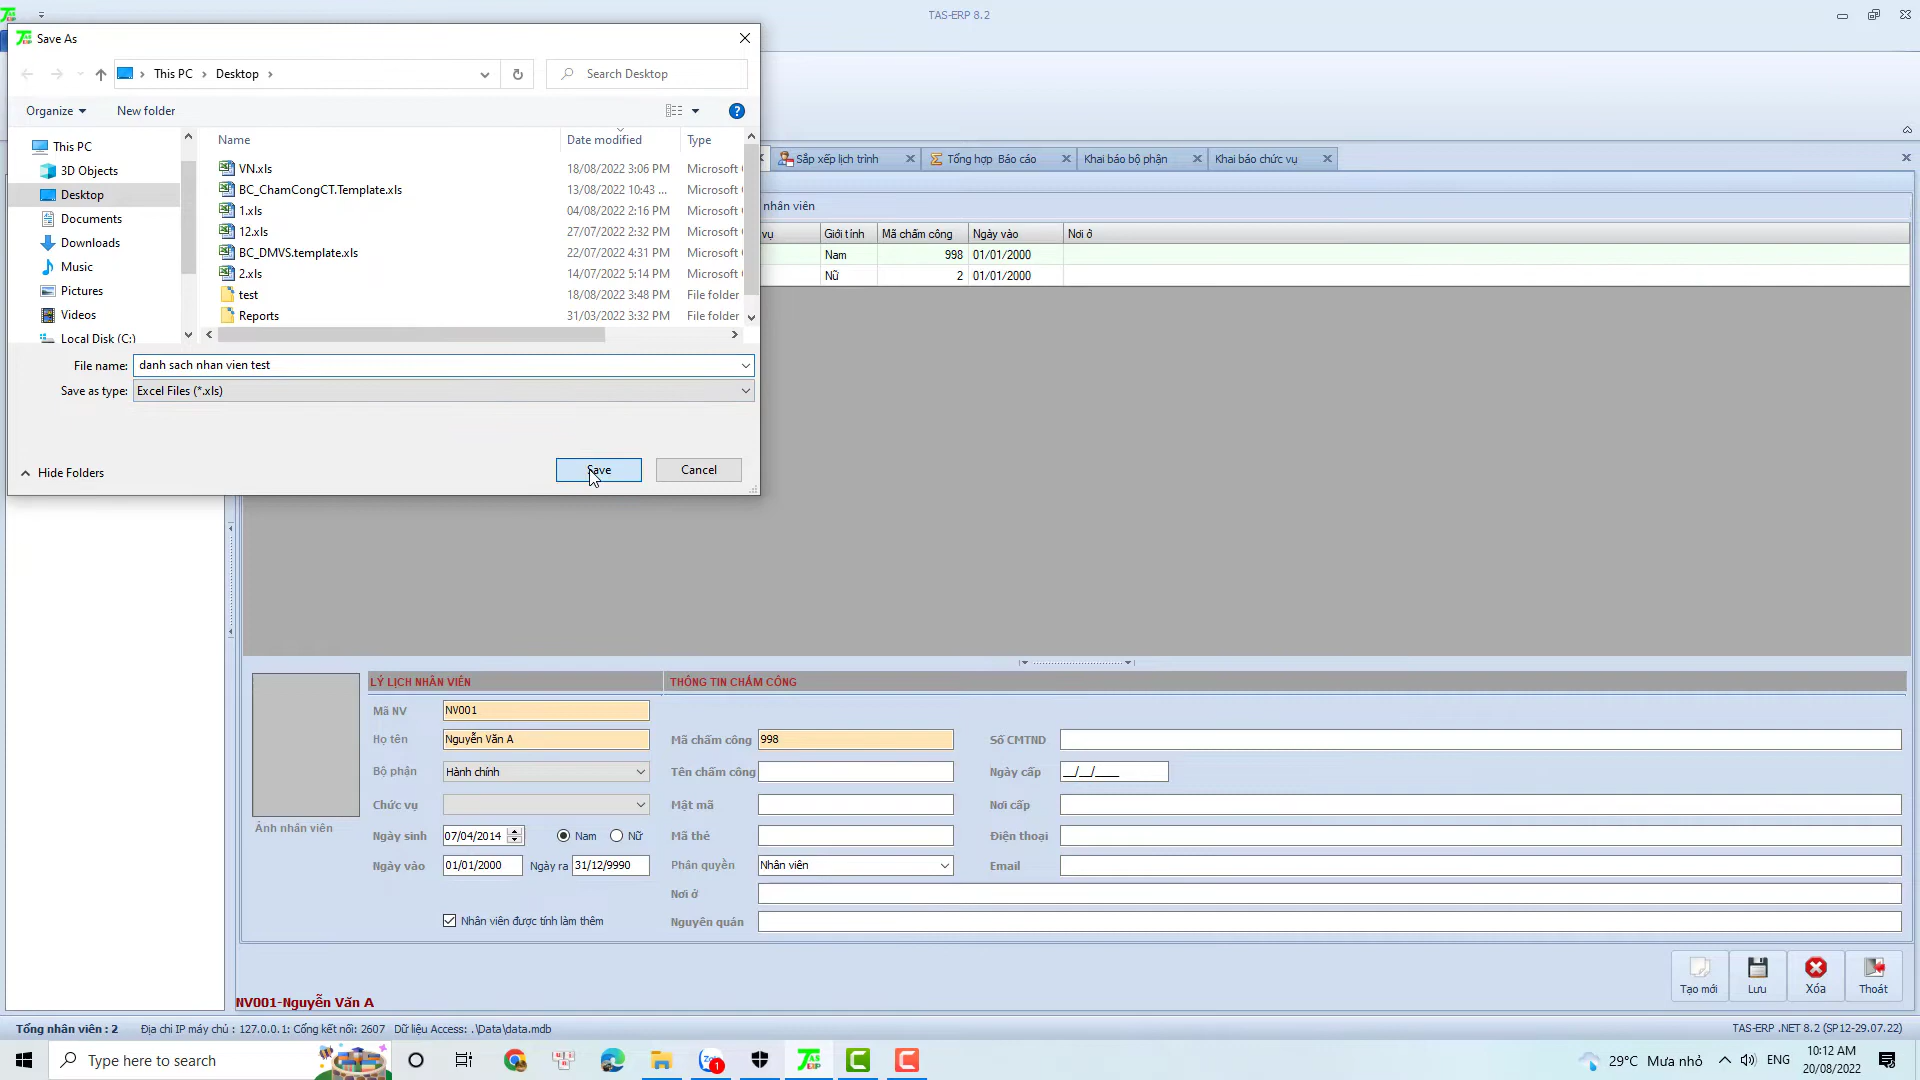 TAS-ERP 8.2
Save As
This PC
Desktop
Search Desktop
Organize
New folder
Name
Date modified
Type
This PC
3D Objects
Desktop
Documents
Downloads
Music
Pictures
Videos
Local Disk (C:)
VN.xls 18/08/2022 3:06 PM Microsoft
BC_ChamCongCT.Template.xls 13/08/2022 10:43 ... Microsoft
1.xls 04/08/2022 2:16 PM Microsoft
12.xls 27/07/2022 2:32 PM Microsoft
BC_DMVS.template.xls 22/07/2022 4:31 PM Microsoft
2.xls 14/07/2022 5:14 PM Microsoft
test 18/08/2022 3:48 PM File folder
Reports 31/03/2022 3:32 PM File folder
File name: danh sach nhan vien test
Save as type: Excel Files (*.xls)
Hide Folders
Save
Cancel
Sắp xếp lịch trình
Tổng hợp Báo cáo
Khai báo bộ phận
Khai báo chức vụ
nhân viên
vụ Giới tính Mã chấm công Ngày vào Nơi ở
Nam 998 01/01/2000
Nữ 2 01/01/2000
LÝ LỊCH NHÂN VIÊN
THÔNG TIN CHẤM CÔNG
Ảnh nhân viên
Mã NV NV001
Họ tên Nguyễn Văn A
Bộ phận Hành chính
Chức vụ
Ngày sinh 07/04/2014 Nam Nữ
Ngày vào 01/01/2000 Ngày ra 31/12/9990
Nhân viên được tính làm thêm
Mã chấm công 998
Tên chấm công
Mật mã
Mã thẻ
Phân quyền Nhân viên
Nơi ở
Nguyên quán
Số CMTND
Ngày cấp __/__/____
Nơi cấp
Điện thoại
Email
Tạo mới
Lưu
Xóa
Thoát
NV001-Nguyễn Văn A
Tổng nhân viên : 2 Địa chỉ IP máy chủ : 127.0.0.1: Cổng kết nối: 2607 Dữ liệu Access: .\Data\data.mdb
TAS-ERP .NET 8.2 (SP12-29.07.22)
Type here to search
1
29°C Mưa nhỏ
ENG
10:12 AM
20/08/2022